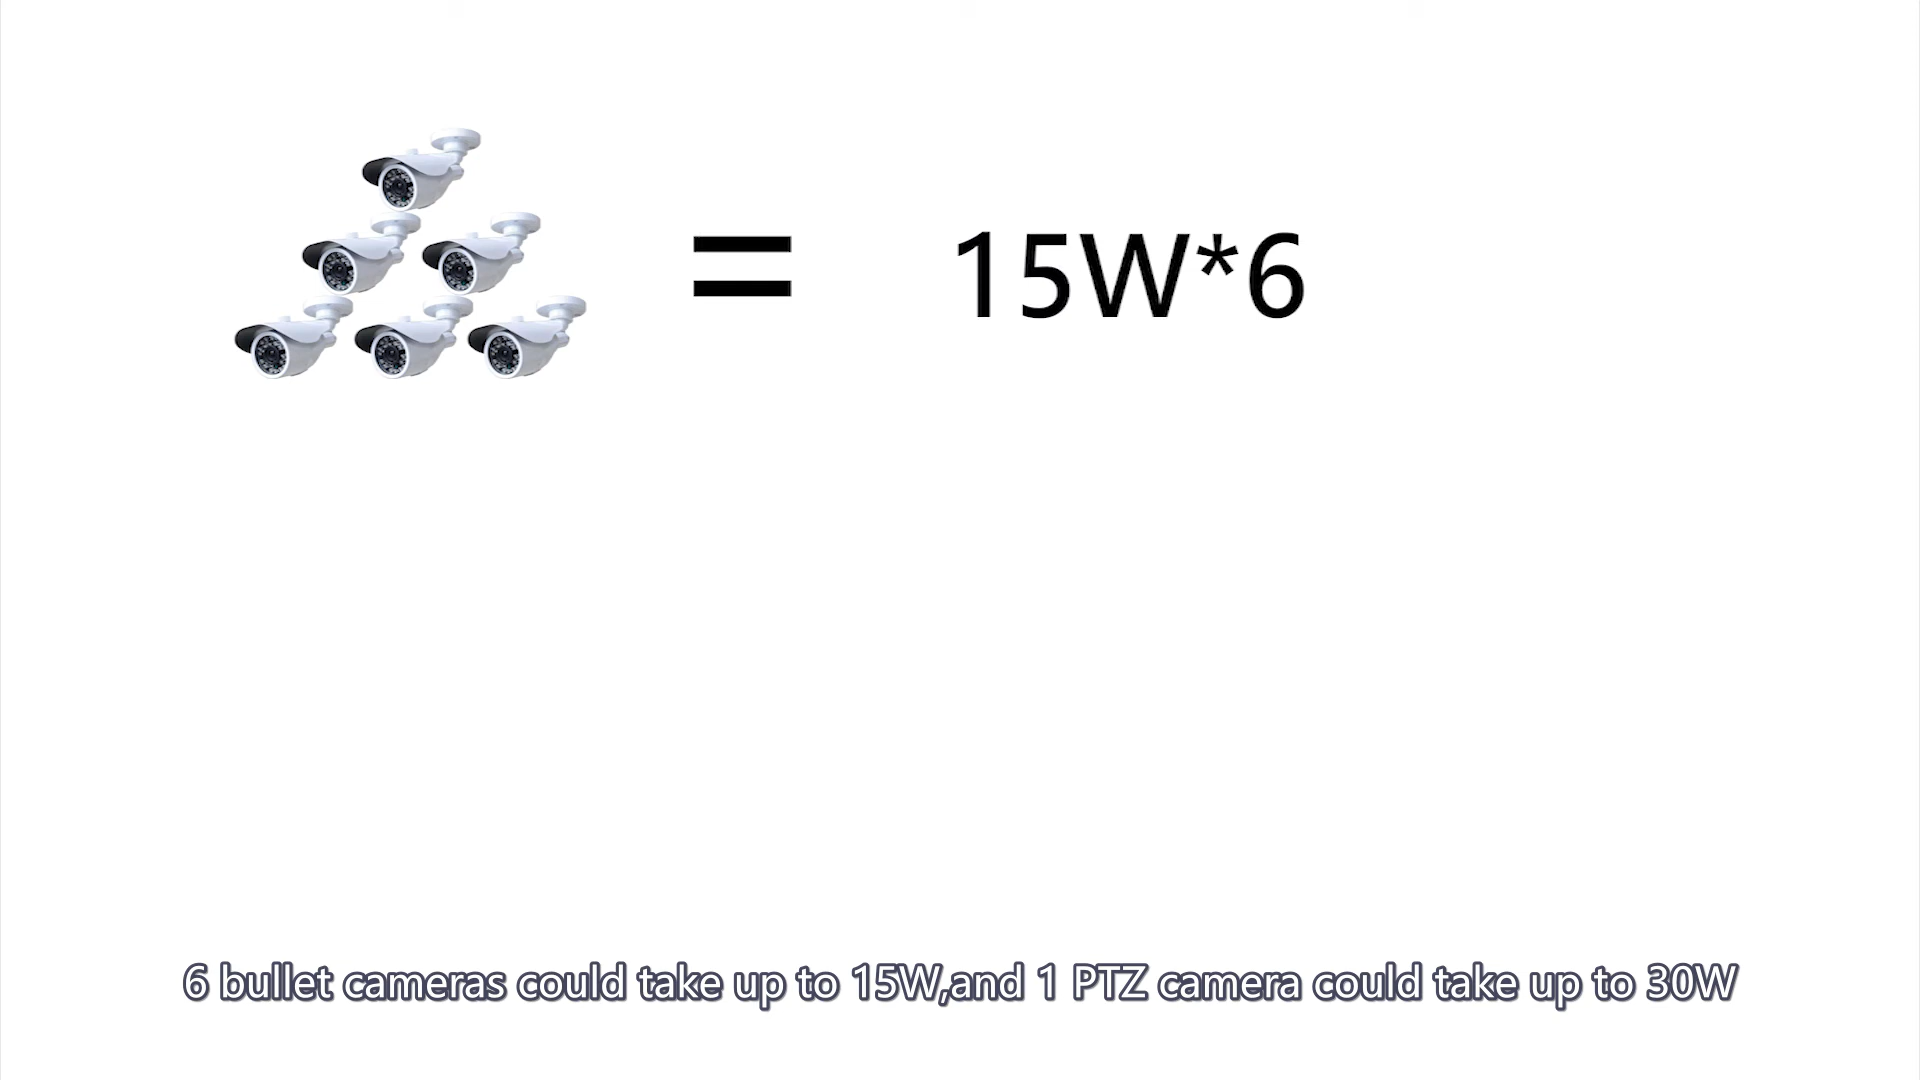 = 15W*6
6 bullet cameras could take up to 15W,and 1 PTZ camera could take up to 30W